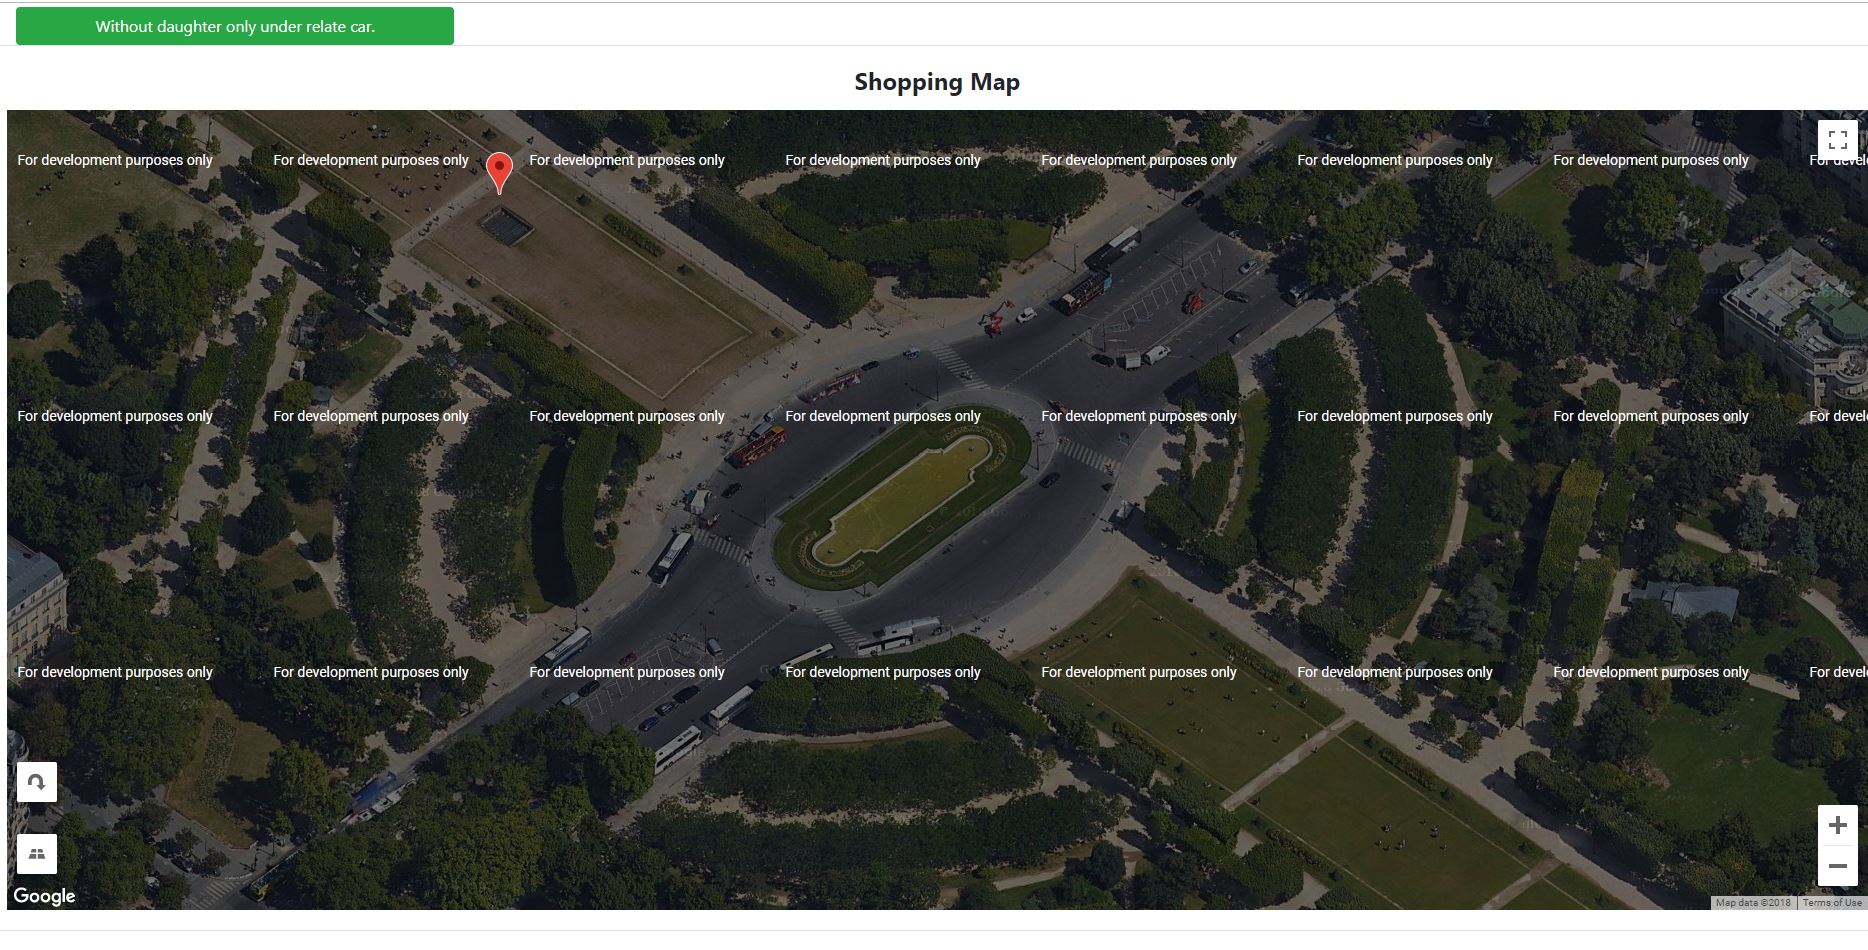 Without daughter only under relate car.
Shopping Map
For development purposes only For development purposes only For development purposes only For development purposes only For development purposes only For development purposes only For development purposes only
For development purposes only For development purposes only For development purposes only For development purposes only For development purposes only For development purposes only For development purposes only For devel
For development purposes only For development purposes only For development purposes only For development purposes only For development purposes only For development purposes only For development purposes only For devel
Google
Map data ©2018 Terms of Use